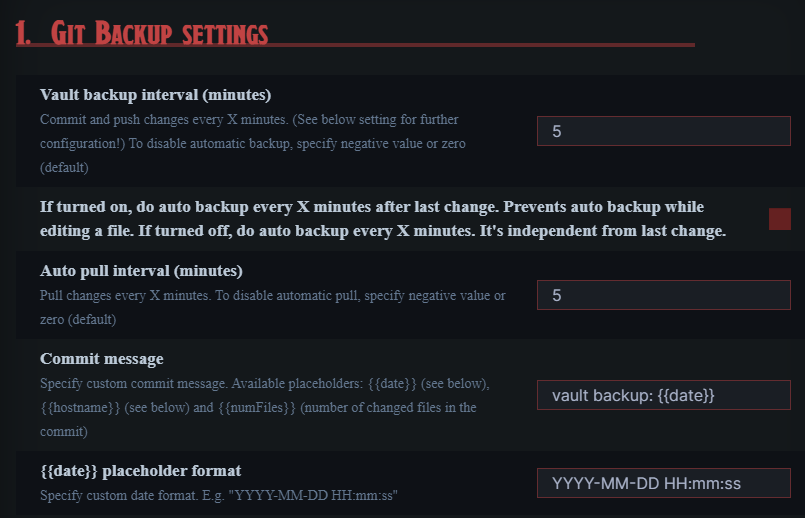 1. Git Backup settings
Vault backup interval (minutes)
Commit and push changes every X minutes. (See below setting for further
configuration!) To disable automatic backup, specify negative value or zero
(default)
5
If turned on, do auto backup every X minutes after last change. Prevents auto backup while
editing a file. If turned off, do auto backup every X minutes. It's independent from last change.
Auto pull interval (minutes)
Pull changes every X minutes. To disable automatic pull, specify negative value or
zero (default)
5
Commit message
Specify custom commit message. Available placeholders: {{date}} (see below),
{{hostname}} (see below) and {{numFiles}} (number of changed files in the
commit)
vault backup: {{date}}
{{date}} placeholder format
Specify custom date format. E.g. "YYYY-MM-DD HH:mm:ss"
YYYY-MM-DD HH:mm:ss